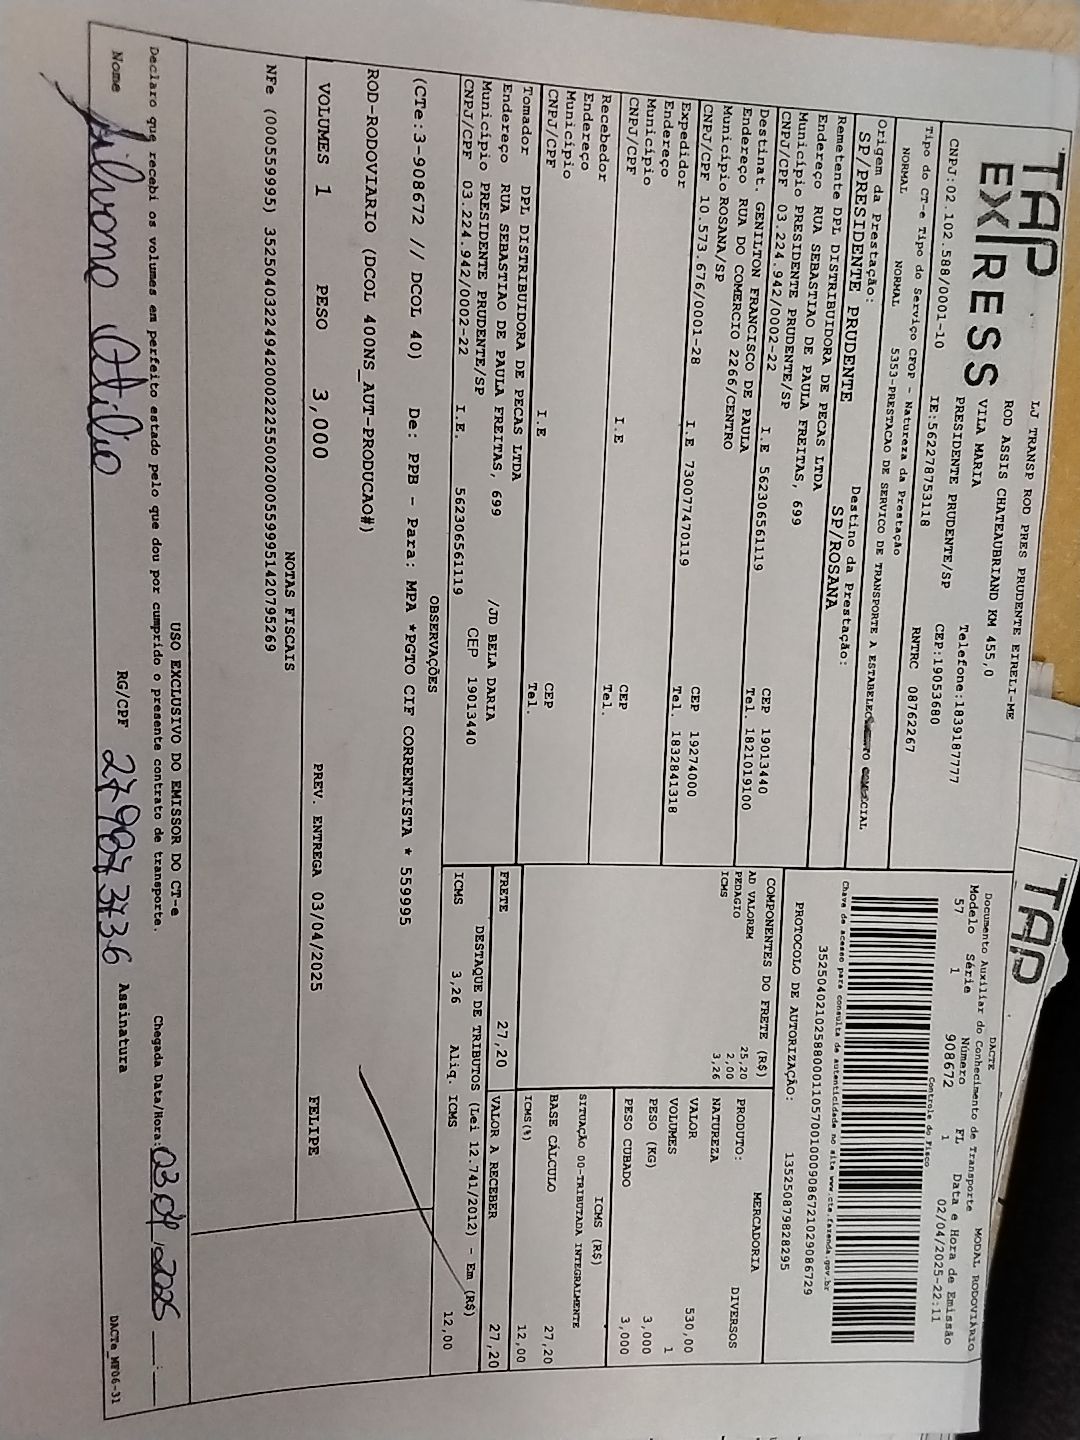 TAP EXPRESS
LJ TRANSP ROD PRES PRUDENTE EIRELI-ME
ROD ASSIS CHATEAUBRIAND KM 455,0
VILA MARIA
PRESIDENTE PRUDENTE/SP
Telefone:1839187777
CNPJ:02.102.588/0001-10 IE:562278753118 CEP:19053680
Tipo do CT-e Tipo do Serviço CFOP - Natureza da Prestação RNTRC 08762267
NORMAL NORMAL 5353-PRESTACAO DE SERVICO DE TRANSPORTE A ESTABELECIMENTO COMERCIAL
Origem da Prestação: Destino da Prestação:
SP/PRESIDENTE PRUDENTE SP/ROSANA
Remetente DPL DISTRIBUIDORA DE PECAS LTDA
Endereço RUA SEBASTIAO DE PAULA FREITAS, 699
Município PRESIDENTE PRUDENTE/SP CEP 19013440
CNPJ/CPF 03.224.942/0002-22 I.E 562306561119 Tel. 1821019100
Destinat. GENILTON FRANCISCO DE PAULA
Endereço RUA DO COMERCIO 2266/CENTRO
Município ROSANA/SP CEP 19274000
CNPJ/CPF 10.573.676/0001-28 I.E 730077470119 Tel. 1832841318
Expedidor
Endereço
Município CEP
CNPJ/CPF I.E Tel.
Recebedor
Endereço
Município CEP
CNPJ/CPF I.E Tel.
Tomador DPL DISTRIBUIDORA DE PECAS LTDA
Endereço RUA SEBASTIAO DE PAULA FREITAS, 699 /JD BELA DARIA
Município PRESIDENTE PRUDENTE/SP CEP 19013440
CNPJ/CPF 03.224.942/0002-22 I.E. 562306561119
DACTE
Documento Auxiliar do Conhecimento de Transporte MODAL RODOVIÁRIO
Modelo Série Número FL Data e Hora de Emissão
57 1 908672 1 02/04/2025-22:11
Controle do Fisco
Chave de acesso para consulta de autenticidade no site www.cte.fazenda.gov.br
35250402102588000110570010009086721029086729
PROTOCOLO DE AUTORIZAÇÃO: 135250879828295
COMPONENTES DO FRETE (R$)
AD VALOREM 25,20
PEDAGIO 2,00
ICMS 3,26
FRETE 27,20
MERCADORIA
PRODUTO: DIVERSOS
NATUREZA
VALOR 530,00
VOLUMES 1
PESO (KG) 3,000
PESO CUBADO 3,000
ICMS (R$)
SITUAÇÃO 00-TRIBUTADA INTEGRALMENTE
BASE CÁLCULO 27,20
ICMS(%) 12,00
VALOR A RECEBER 27,20
DESTAQUE DE TRIBUTOS (Lei 12.741/2012) - Em (R$)
ICMS 3,26 Aliq. ICMS 12,00
OBSERVAÇÕES
(CTe:3-908672 // DCOL 40) De: PPB - Para: MPA *PGTO CIF CORRENTISTA * 559995
ROD-RODOVIARIO (DCOL 400NS_AUT-PRODUCAO#)
VOLUMES 1 PESO 3,000 PREV. ENTREGA 03/04/2025 FELIPE
NOTAS FISCAIS
NFe (000559995) 35250403224942000222550020005599951420795269
USO EXCLUSIVO DO EMISSOR DO CT-e
Declaro que recebi os volumes em perfeito estado pelo que dou por cumprido o presente contrato de transporte. Chegada Data/Hora: 03.04.2025 __:__
Nome Silvano Otilio RG/CPF 279873736 Assinatura
DACTe_MF06-31
TAP